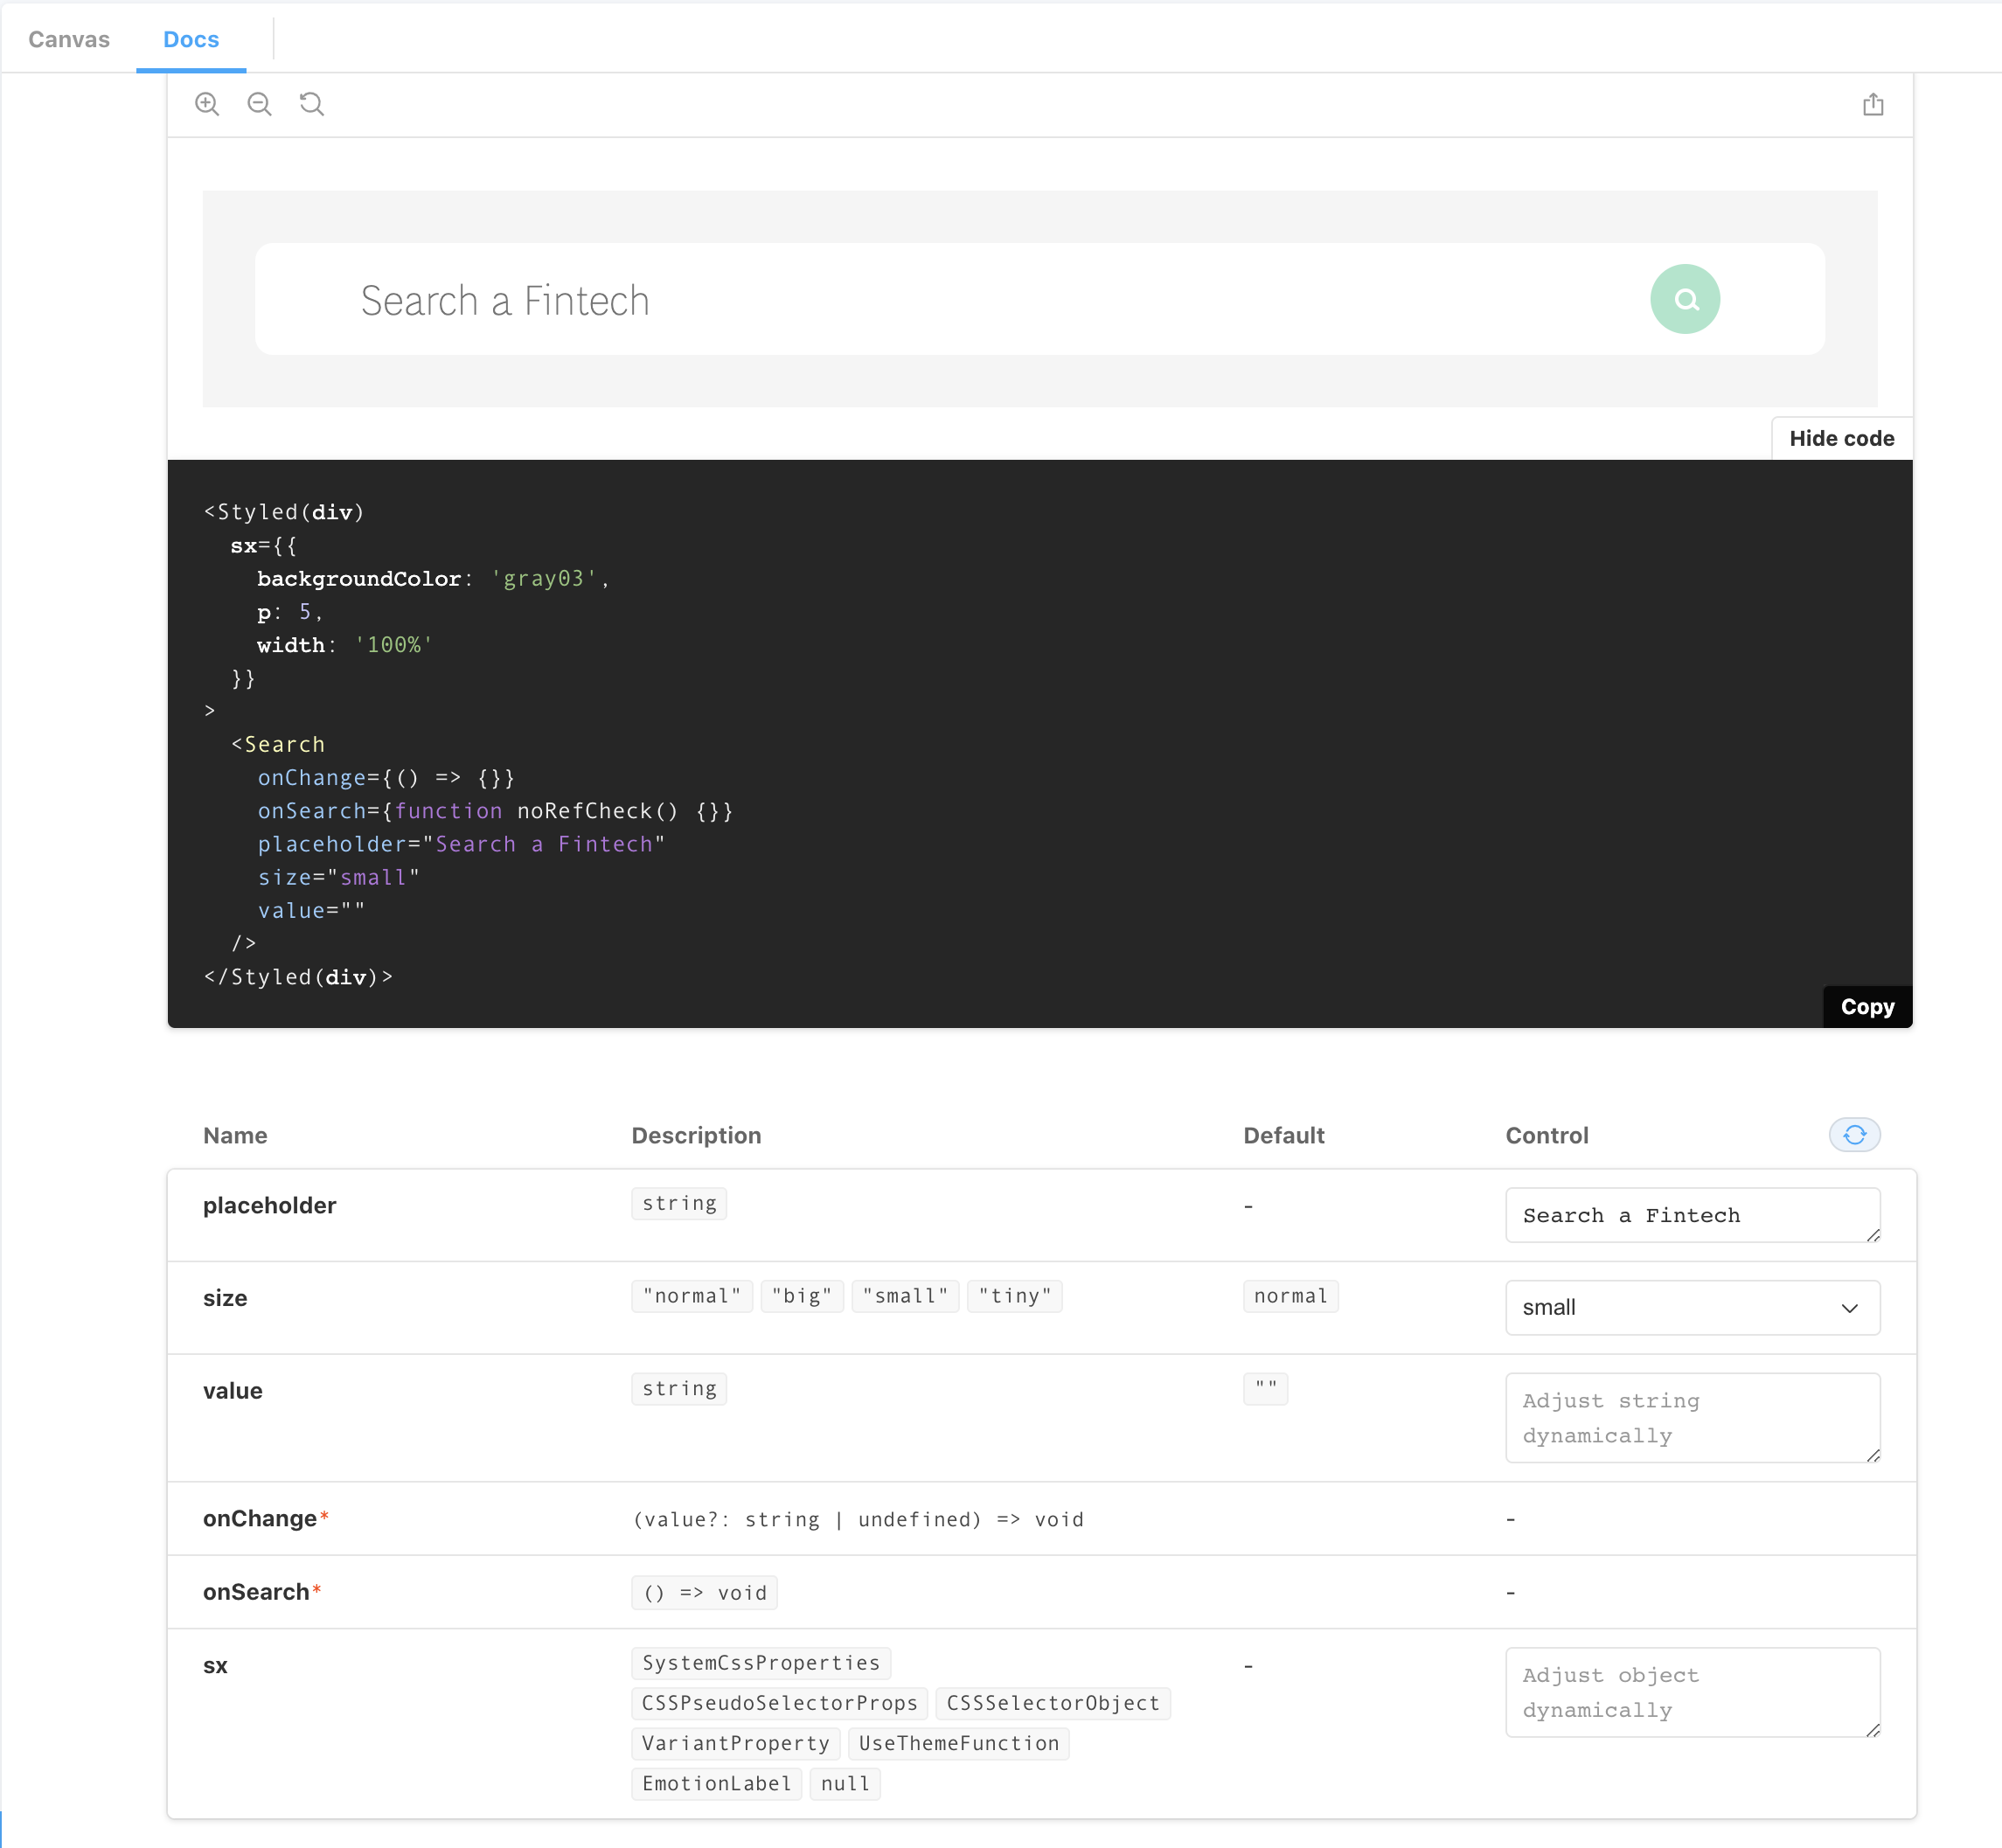 Canvas Docs
Search a Fintech
Hide code
<Styled(div)
  sx={{
    backgroundColor: 'gray03',
    p: 5,
    width: '100%'
  }}
>
  <Search
    onChange={() => {}}
    onSearch={function noRefCheck() {}}
    placeholder="Search a Fintech"
    size="small"
    value=""
  />
</Styled(div)>
Copy
Name Description Default Control
placeholder string - Search a Fintech
size "normal" "big" "small" "tiny" normal small
value string "" Adjust string
dynamically
onChange* (value?: string | undefined) => void -
onSearch* () => void -
sx SystemCssProperties - Adjust object
CSSPseudoSelectorProps CSSSelectorObject dynamically
VariantProperty UseThemeFunction
EmotionLabel null